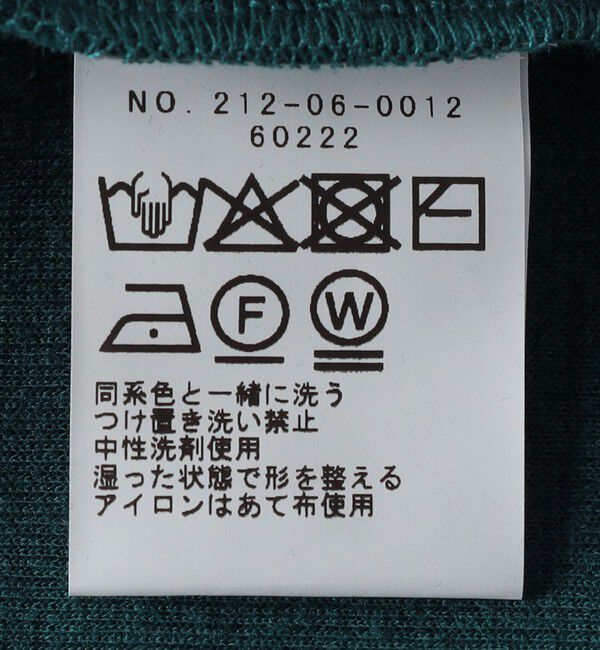 NO. 212-06-0012
60222
F W
同系色と一緒に洗う
つけ置き洗い禁止
中性洗剤使用
湿った状態で形を整える
アイロンはあて布使用